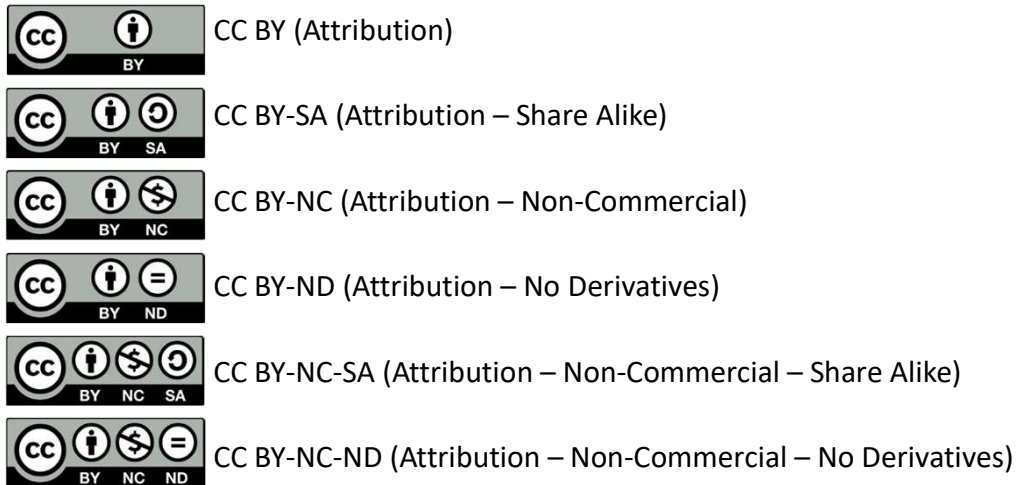 cc BY CC BY (Attribution)
cc BY SA CC BY-SA (Attribution – Share Alike)
cc BY NC CC BY-NC (Attribution – Non-Commercial)
cc BY ND CC BY-ND (Attribution – No Derivatives)
cc BY NC SA CC BY-NC-SA (Attribution – Non-Commercial – Share Alike)
cc BY NC ND CC BY-NC-ND (Attribution – Non-Commercial – No Derivatives)